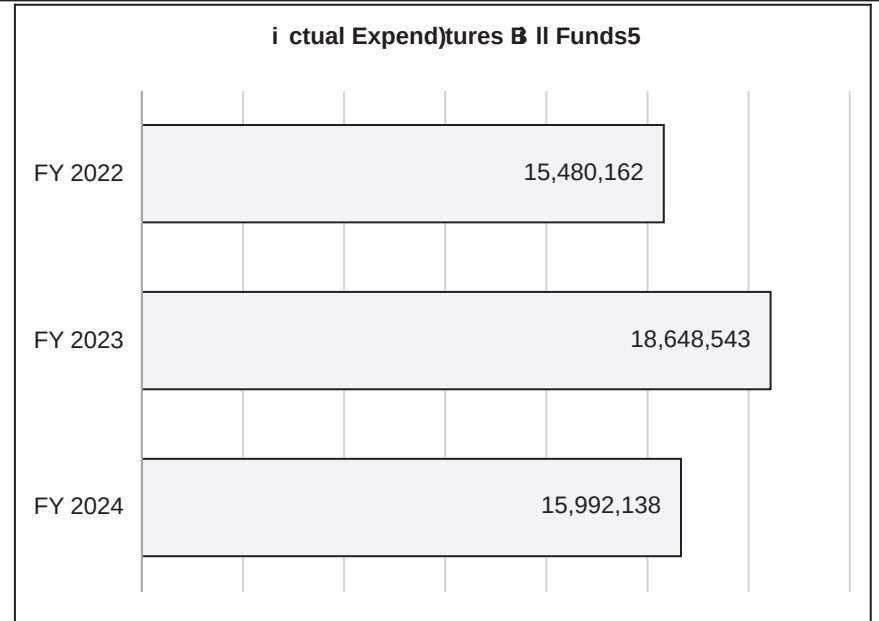 i ctual Expend)tures B ll Funds5
FY 2022
15,480,162
FY 2023
18,648,543
FY 2024
15,992,138